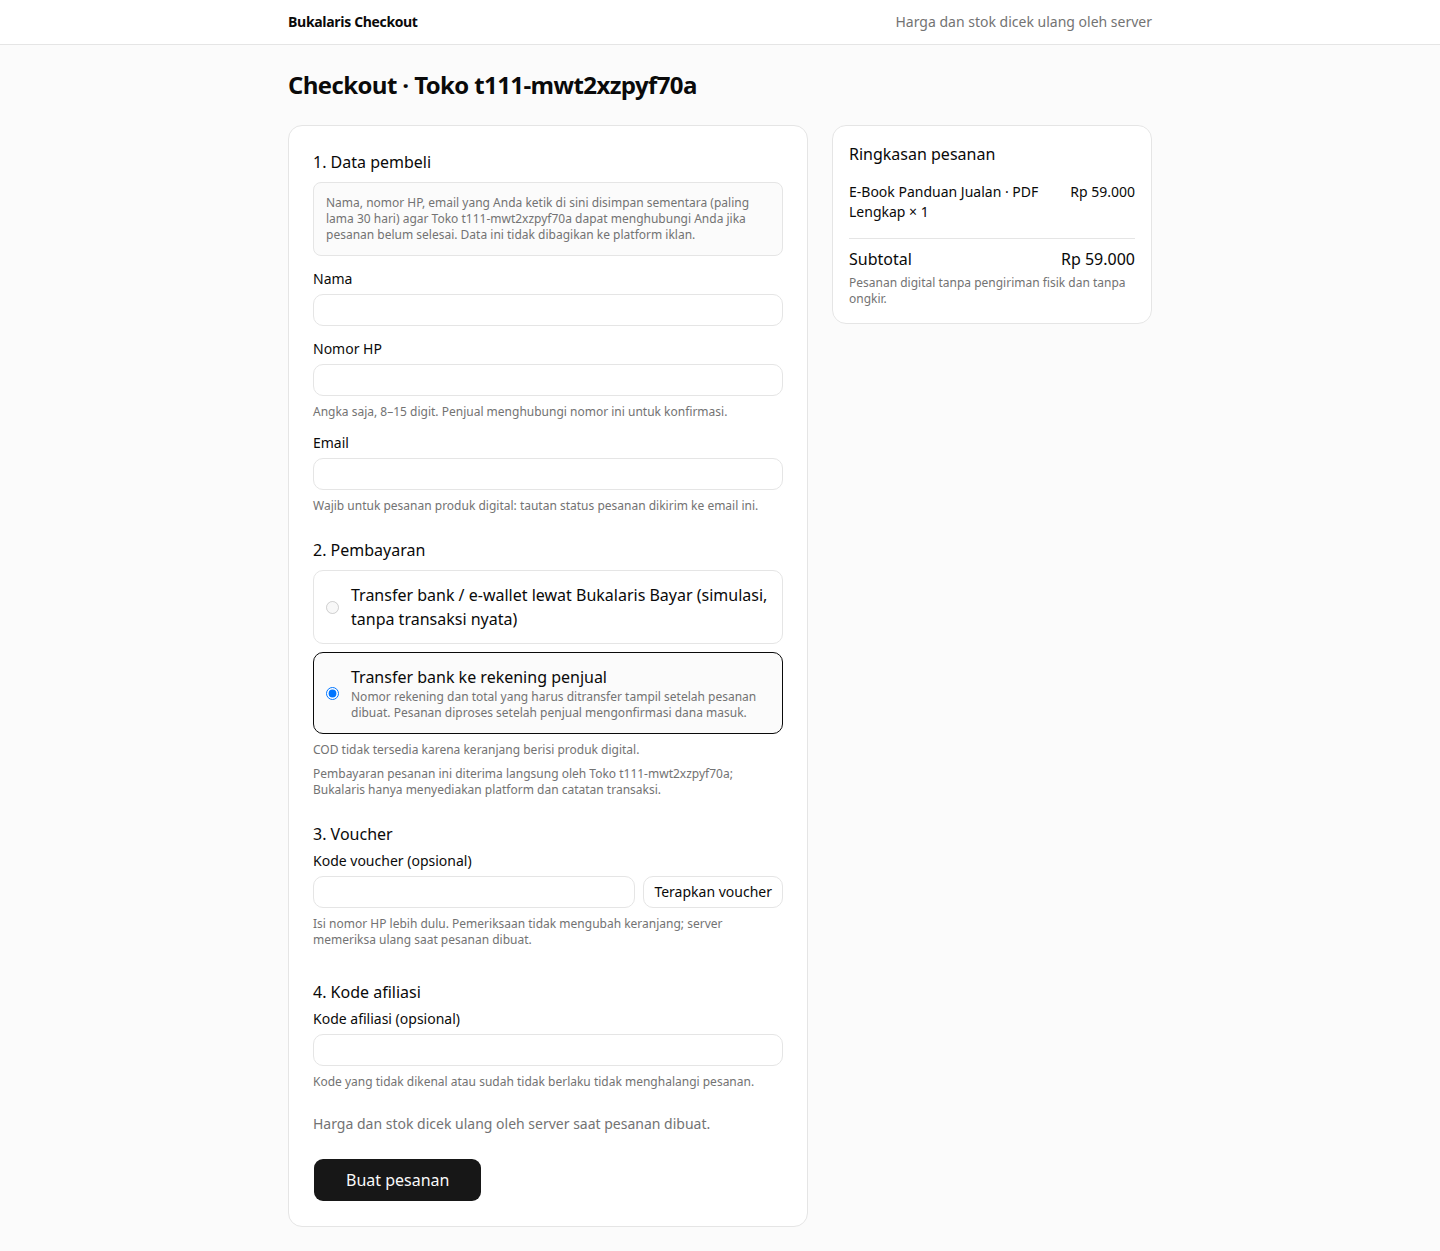 Bukalaris Checkout
Harga dan stok dicek ulang oleh server
Checkout · Toko t111-mwt2xzpyf70a
1. Data pembeli
Nama, nomor HP, email yang Anda ketik di sini disimpan sementara (paling
lama 30 hari) agar Toko t111-mwt2xzpyf70a dapat menghubungi Anda jika
pesanan belum selesai. Data ini tidak dibagikan ke platform iklan.
Nama
Nomor HP
Angka saja, 8–15 digit. Penjual menghubungi nomor ini untuk konfirmasi.
Email
Wajib untuk pesanan produk digital: tautan status pesanan dikirim ke email ini.
2. Pembayaran
Transfer bank / e-wallet lewat Bukalaris Bayar (simulasi,
tanpa transaksi nyata)
Transfer bank ke rekening penjual
Nomor rekening dan total yang harus ditransfer tampil setelah pesanan
dibuat. Pesanan diproses setelah penjual mengonfirmasi dana masuk.
COD tidak tersedia karena keranjang berisi produk digital.
Pembayaran pesanan ini diterima langsung oleh Toko t111-mwt2xzpyf70a;
Bukalaris hanya menyediakan platform dan catatan transaksi.
3. Voucher
Kode voucher (opsional)
Terapkan voucher
Isi nomor HP lebih dulu. Pemeriksaan tidak mengubah keranjang; server
memeriksa ulang saat pesanan dibuat.
4. Kode afiliasi
Kode afiliasi (opsional)
Kode yang tidak dikenal atau sudah tidak berlaku tidak menghalangi pesanan.
Harga dan stok dicek ulang oleh server saat pesanan dibuat.
Buat pesanan
Ringkasan pesanan
E-Book Panduan Jualan · PDF Rp 59.000
Lengkap × 1
Subtotal Rp 59.000
Pesanan digital tanpa pengiriman fisik dan tanpa
ongkir.